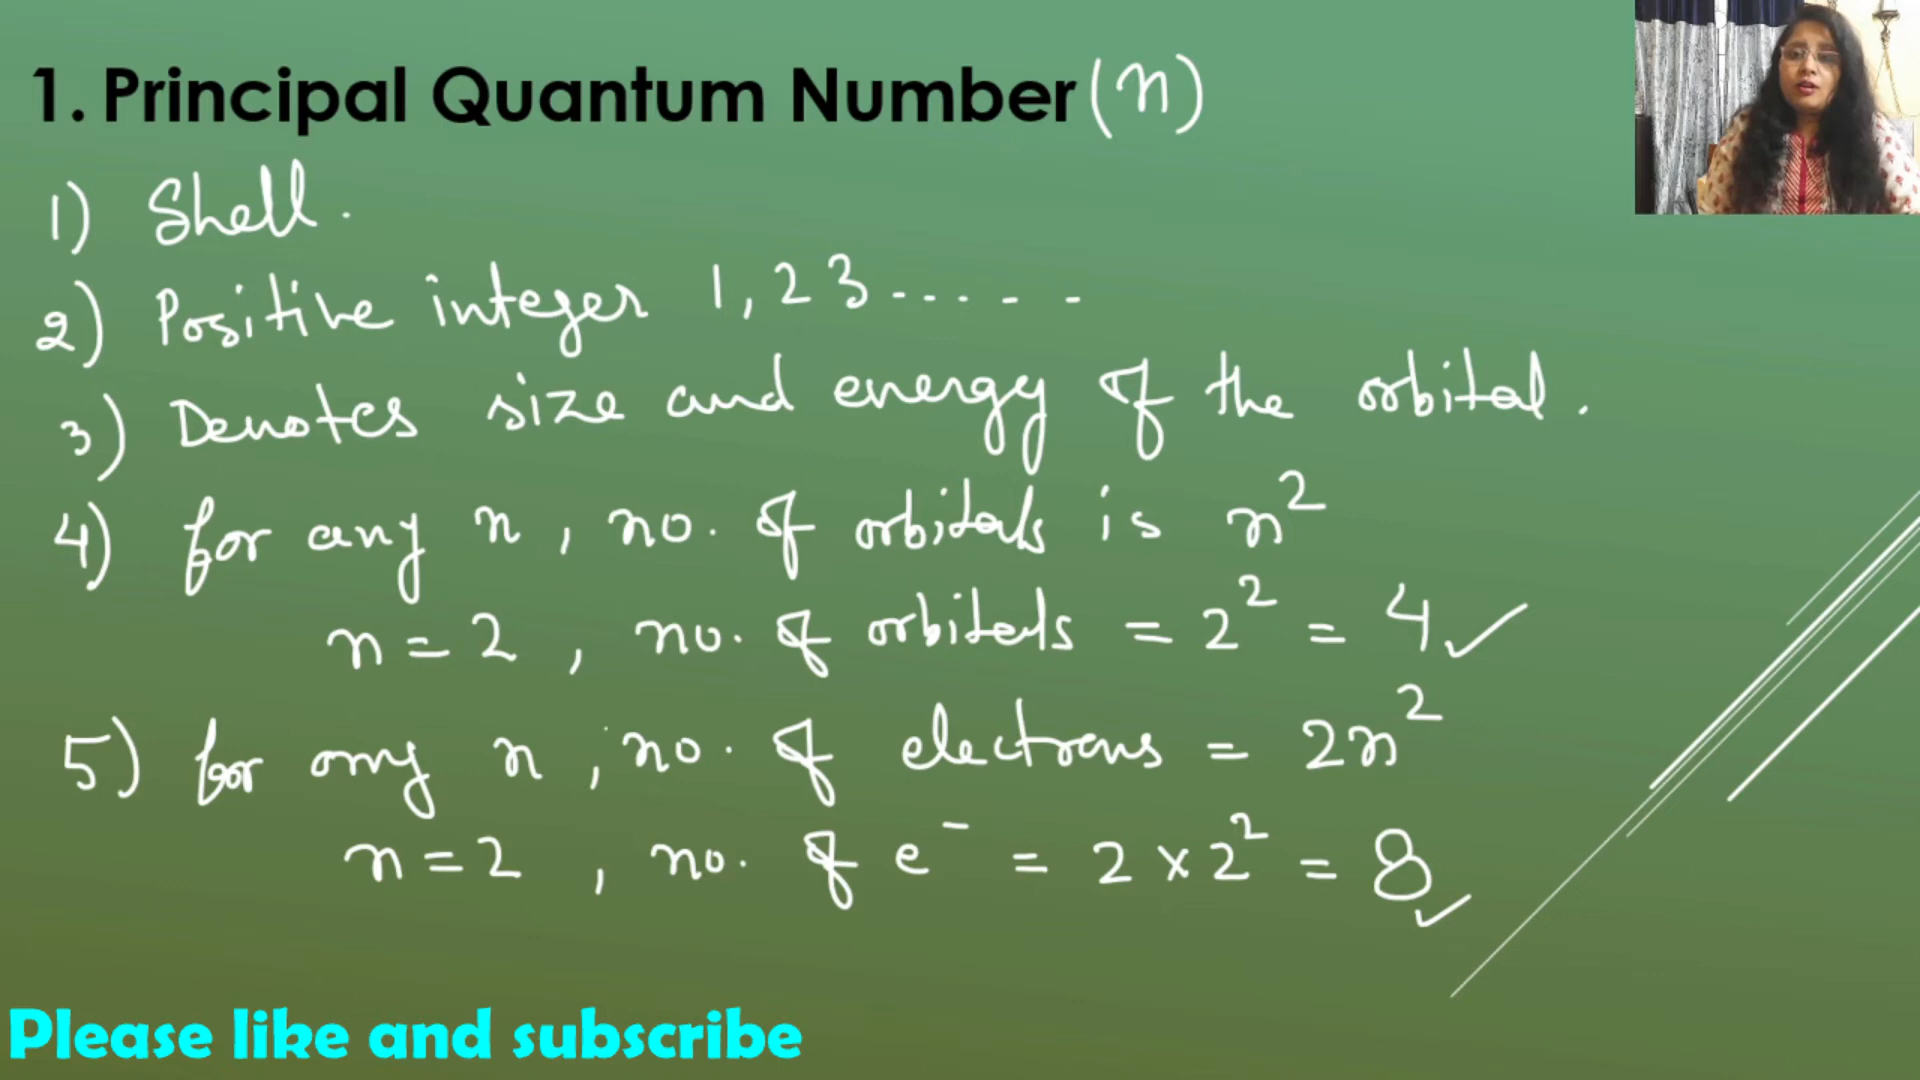 1. Principal Quantum Number (n)
1) Shell.
2) Positive integer 1, 2 3 ..... 
3) Denotes size and energy of the orbital.
4) for any n, no. of orbitals is n²
n = 2, no. of orbitals = 2² = 4 ✓
5) for any n, no. of electrons = 2n²
n = 2, no. of e⁻ = 2 × 2² = 8 ✓
Please like and subscribe